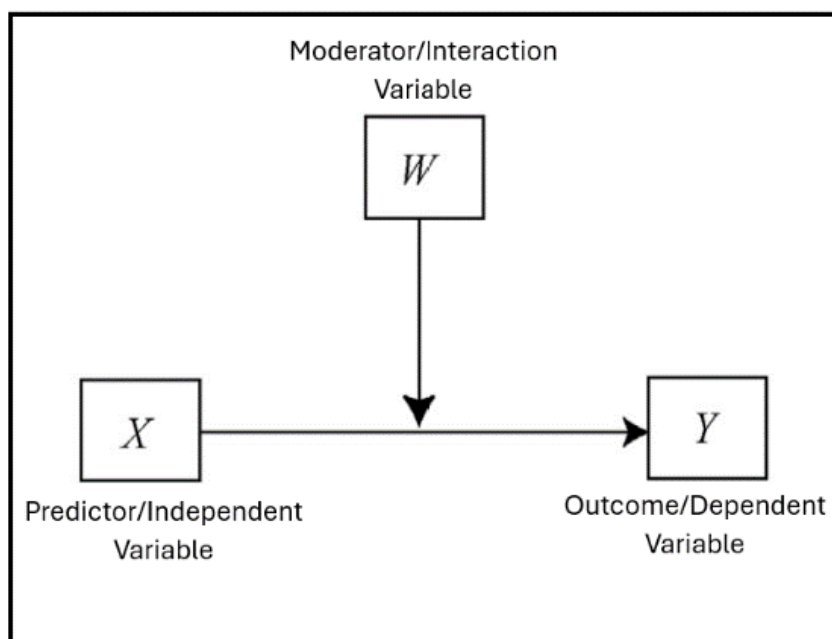 Moderator/Interaction
Variable
W
X
Y
Predictor/Independent
Variable
Outcome/Dependent
Variable